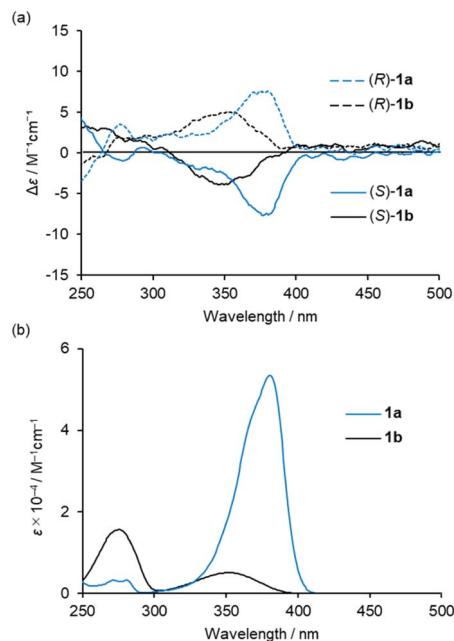 (a)
15
10
5
0
-5
-10
-15
Δε / M⁻¹cm⁻¹
(R)-1a
(R)-1b
(S)-1a
(S)-1b
250 300 350 400 450 500
Wavelength / nm
(b)
6
4
2
0
ε × 10⁻⁴ / M⁻¹cm⁻¹
1a
1b
250 300 350 400 450 500
Wavelength / nm